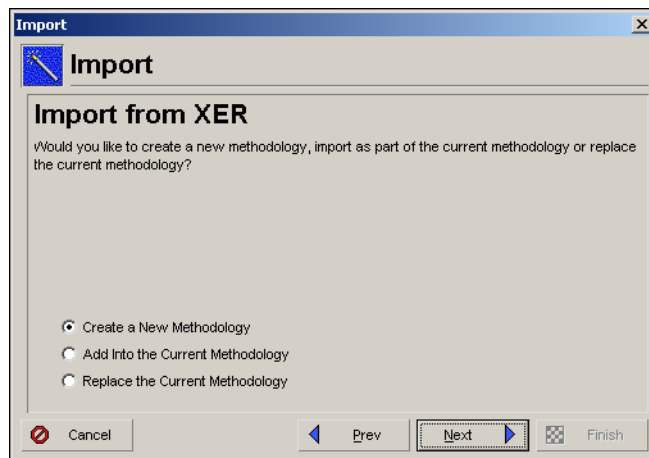 Import
Import
Import from XER
Would you like to create a new methodology, import as part of the current methodology or replace
the current methodology?
Create a New Methodology
Add Into the Current Methodology
Replace the Current Methodology
Cancel
Prev
Next
Finish